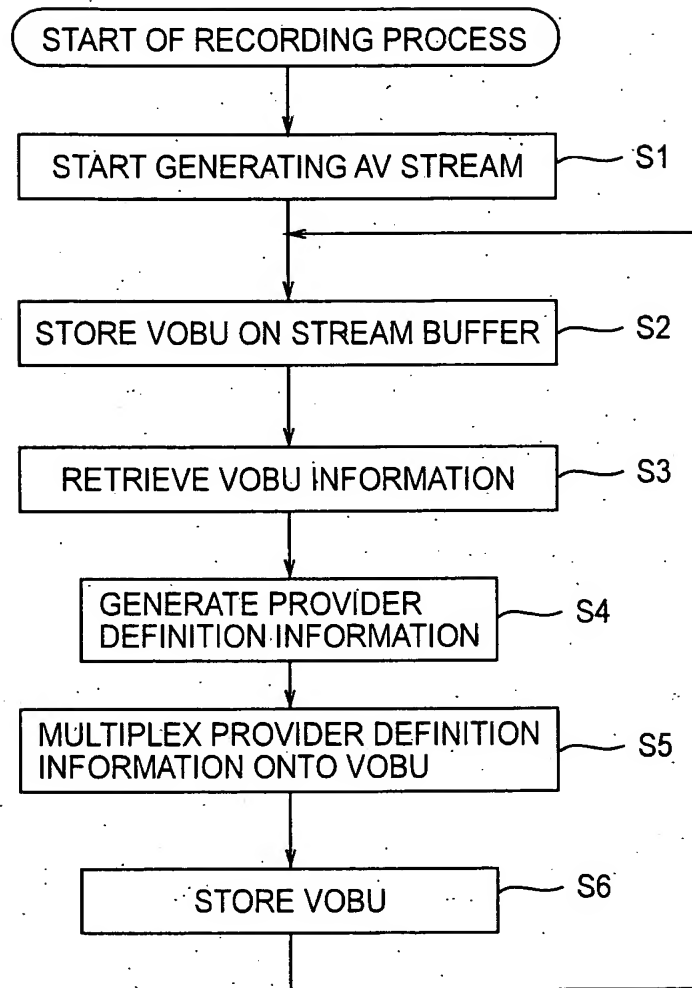 START OF RECORDING PROCESS
START GENERATING AV STREAM
S1
STORE VOBU ON STREAM BUFFER
S2
RETRIEVE VOBU INFORMATION
S3
GENERATE PROVIDER
DEFINITION INFORMATION
S4
MULTIPLEX PROVIDER DEFINITION
INFORMATION ONTO VOBU
S5
STORE VOBU
S6